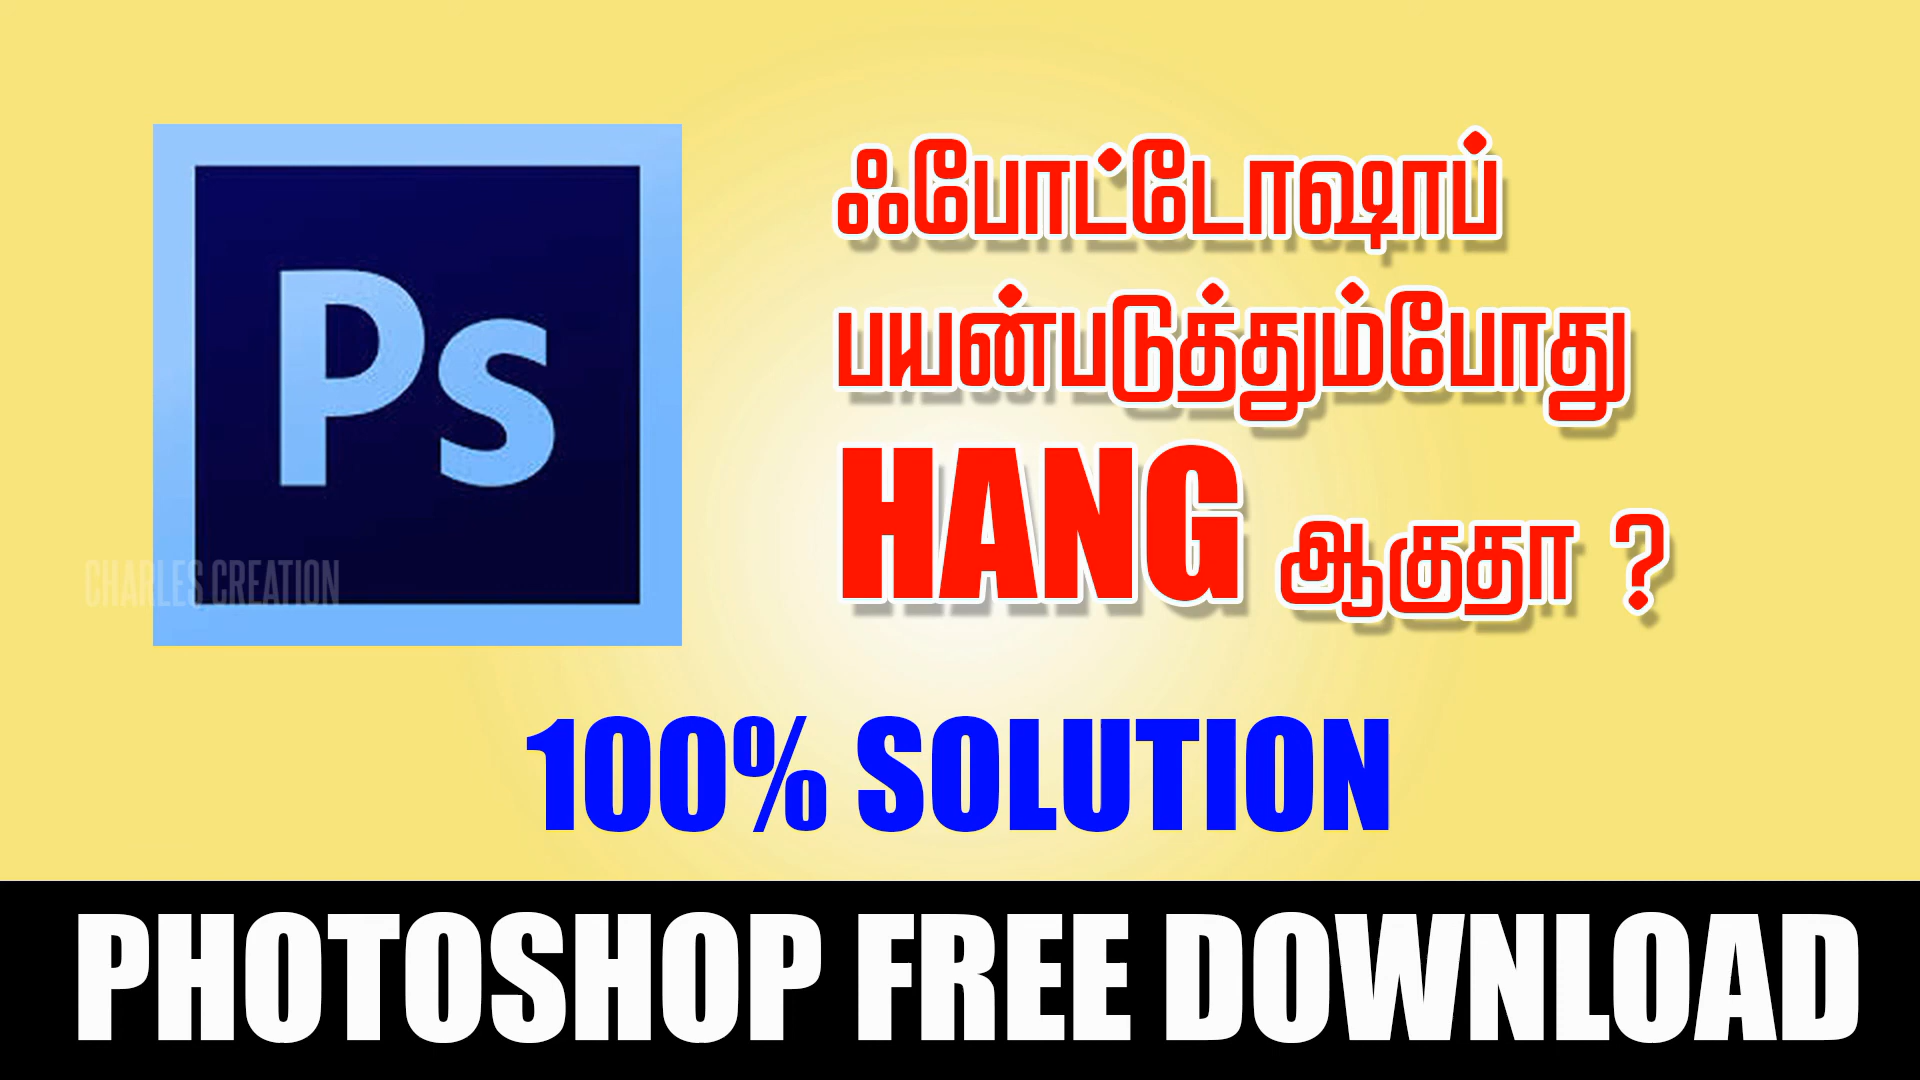 Ps
ஃபோட்டோஷாப்
பயன்படுத்தும்போது
HANG ஆகுதா ?
CHARLES CREATION
100% SOLUTION
PHOTOSHOP FREE DOWNLOAD